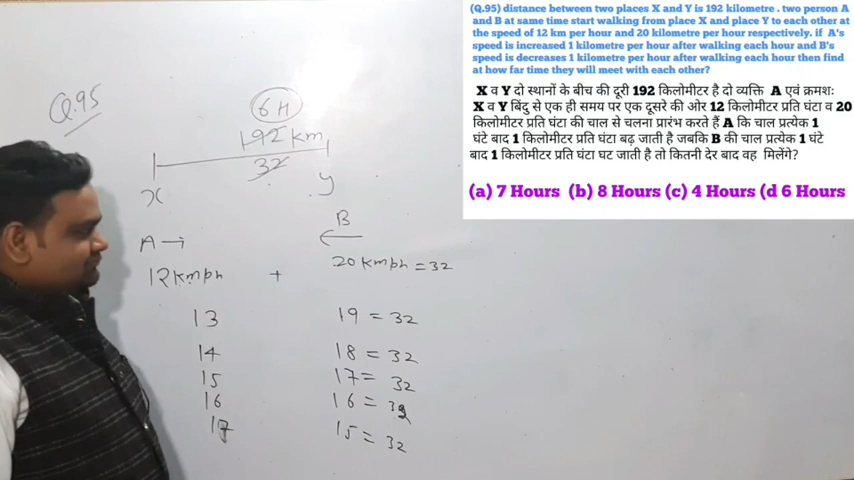 (Q.95) distance between two places X and Y is 192 kilometre . two person A
and B at same time start walking from place X and place Y to each other at
the speed of 12 km per hour and 20 kilometre per hour respectively. if A's
speed is increased 1 kilometre per hour after walking each hour and B's
speed is decreases 1 kilometre per hour after walking each hour then find
at how far time they will meet with each other?
X व Y दो स्थानों के बीच की दूरी 192 किलोमीटर है दो व्यक्ति A एवं क्रमशः
X व Y बिंदु से एक ही समय पर एक दूसरे की ओर 12 किलोमीटर प्रति घंटा व 20
किलोमीटर प्रति घंटा की चाल से चलना प्रारंभ करते हैं A कि चाल प्रत्येक 1
घंटे बाद 1 किलोमीटर प्रति घंटा बढ़ जाती है जबकि B की चाल प्रत्येक 1 घंटे
बाद 1 किलोमीटर प्रति घंटा घट जाती है तो कितनी देर बाद वह मिलेंगे?
(a) 7 Hours (b) 8 Hours (c) 4 Hours (d 6 Hours
Q.95
6 H
192 km
32
X y
B
A →
12 kmph + 20 kmph = 32
13 19 = 32
14 18 = 32
15 17 = 32
16 16 = 32
17 15 = 32